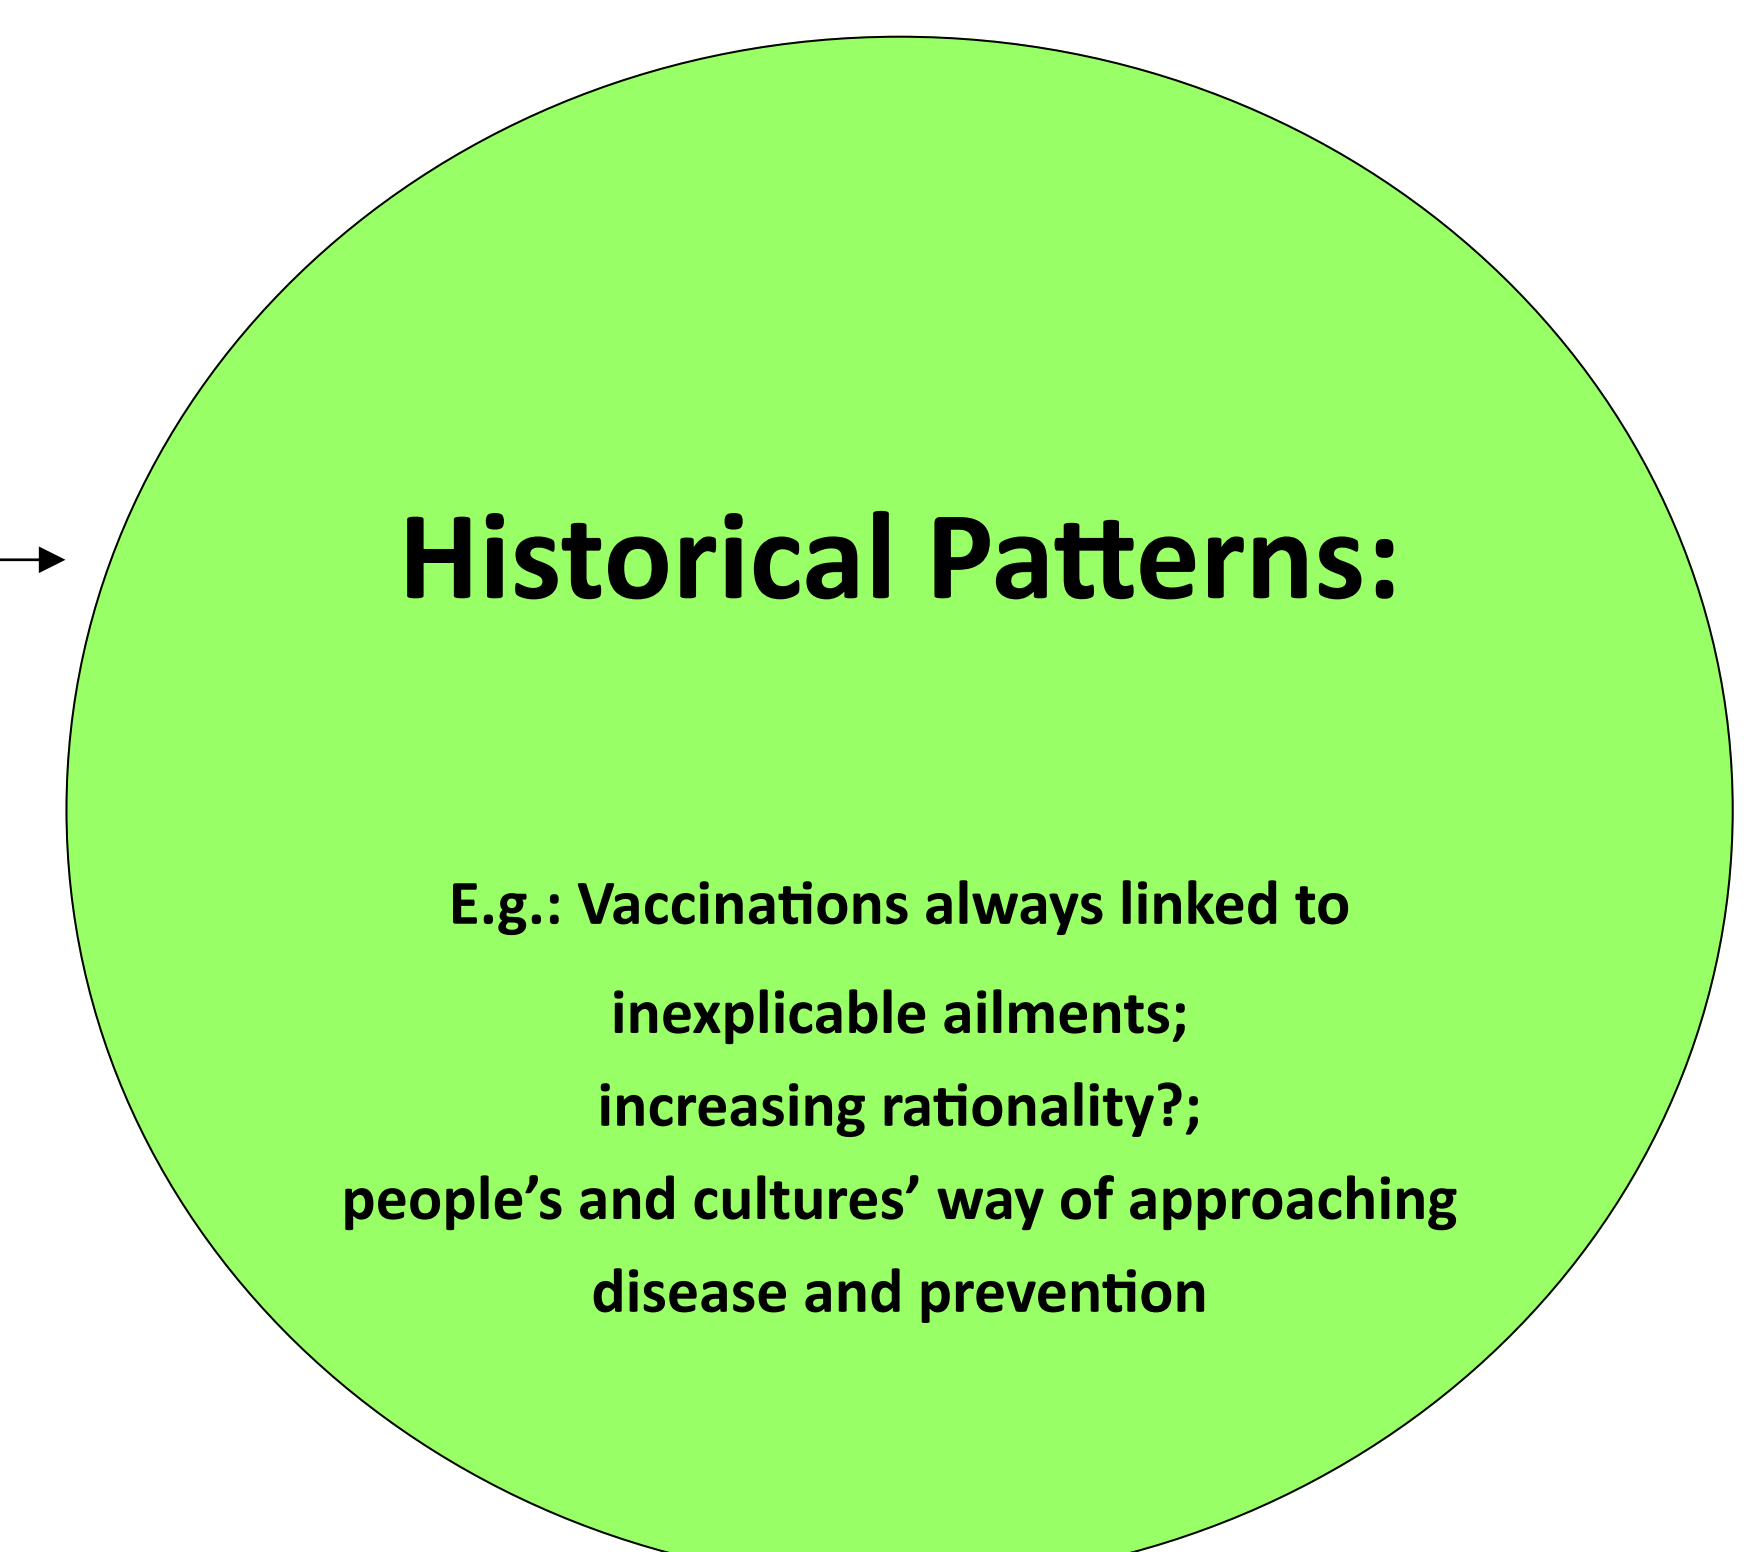 Historical Patterns:
E.g.: Vaccinations always linked to
inexplicable ailments;
increasing rationality?;
people’s and cultures’ way of approaching
disease and prevention